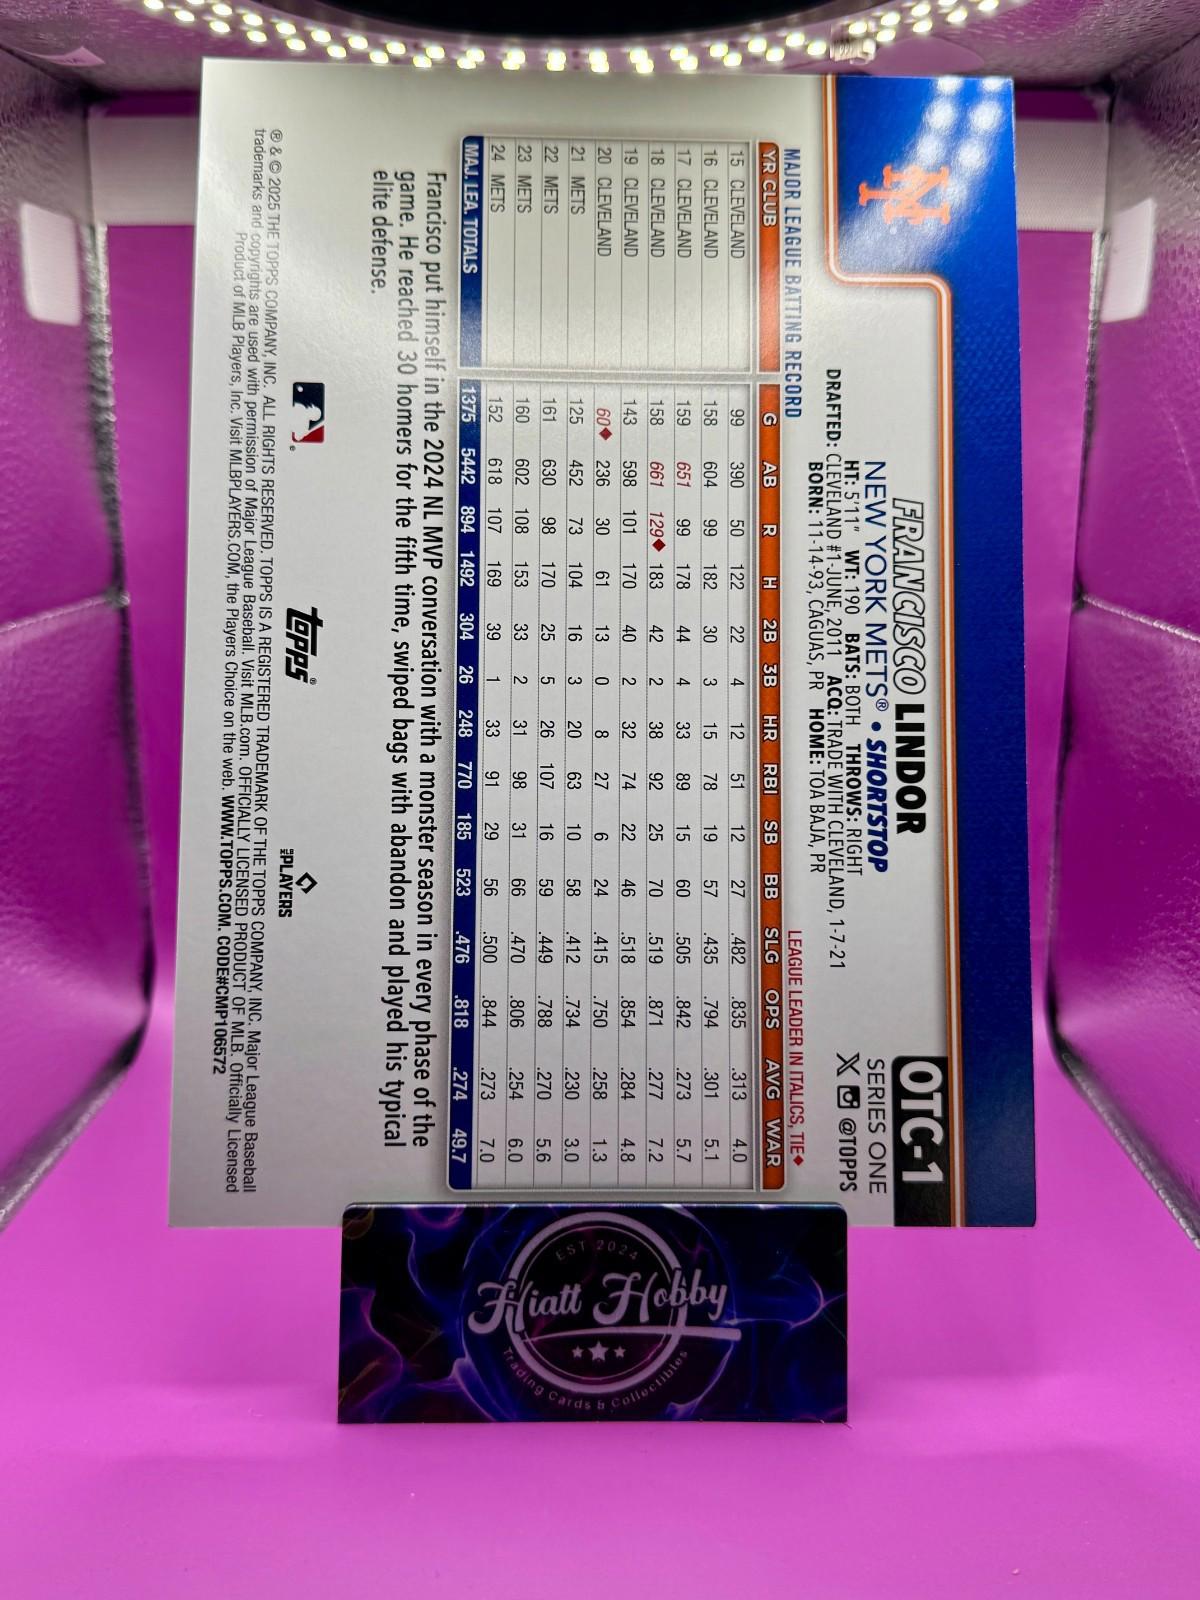 OTC-1
SERIES ONE
@TOPPS
FRANCISCO LINDOR
NEW YORK METS® • SHORTSTOP
HT: 5'11" WT: 190 BATS: BOTH THROWS: RIGHT
DRAFTED: CLEVELAND #1-JUNE, 2011 ACQ: TRADE WITH CLEVELAND, 1-7-21
BORN: 11-14-93, CAGUAS, PR HOME: TOA BAJA, PR
MAJOR LEAGUE BATTING RECORD LEAGUE LEADER IN ITALICS, TIE♦
YR CLUB G AB R H 2B 3B HR RBI SB BB SLG OPS AVG WAR
15 CLEVELAND 99 390 50 122 22 4 12 51 12 27 .482 .835 .313 4.0
16 CLEVELAND 158 604 99 182 30 3 15 78 19 57 .435 .794 .301 5.1
17 CLEVELAND 159 651 99 178 44 4 33 89 15 60 .505 .842 .273 5.7
18 CLEVELAND 158 661 129♦ 183 42 2 38 92 25 70 .519 .871 .277 7.2
19 CLEVELAND 143 598 101 170 40 2 32 74 22 46 .518 .854 .284 4.8
20 CLEVELAND 60♦ 236 30 61 13 0 8 27 6 24 .415 .750 .258 1.3
21 METS 125 452 73 104 16 3 20 63 10 58 .412 .734 .230 3.0
22 METS 161 630 98 170 25 5 26 107 16 59 .449 .788 .270 5.6
23 METS 160 602 108 153 33 2 31 98 31 66 .470 .806 .254 6.0
24 METS 152 618 107 169 39 1 33 91 29 56 .500 .844 .273 7.0
MAJ. LEA. TOTALS 1375 5442 894 1492 304 26 248 770 185 523 .476 .818 .274 49.7
Francisco put himself in the 2024 NL MVP conversation with a monster season in every phase of the
game. He reached 30 homers for the fifth time, swiped bags with abandon and played his typical
elite defense.
topps®
MLB PLAYERS
® & © 2025 THE TOPPS COMPANY, INC. ALL RIGHTS RESERVED. TOPPS IS A REGISTERED TRADEMARK OF THE TOPPS COMPANY, INC. Major League Baseball
trademarks and copyrights are used with permission of Major League Baseball. Visit MLB.com. OFFICIALLY LICENSED PRODUCT OF MLB. Officially Licensed
Product of MLB Players, Inc. Visit MLBPLAYERS.COM, the Players Choice on the web. WWW.TOPPS.COM. CODE#CMP106572
EST 2024
Hiatt Hobby
Trading Cards & Collectibles